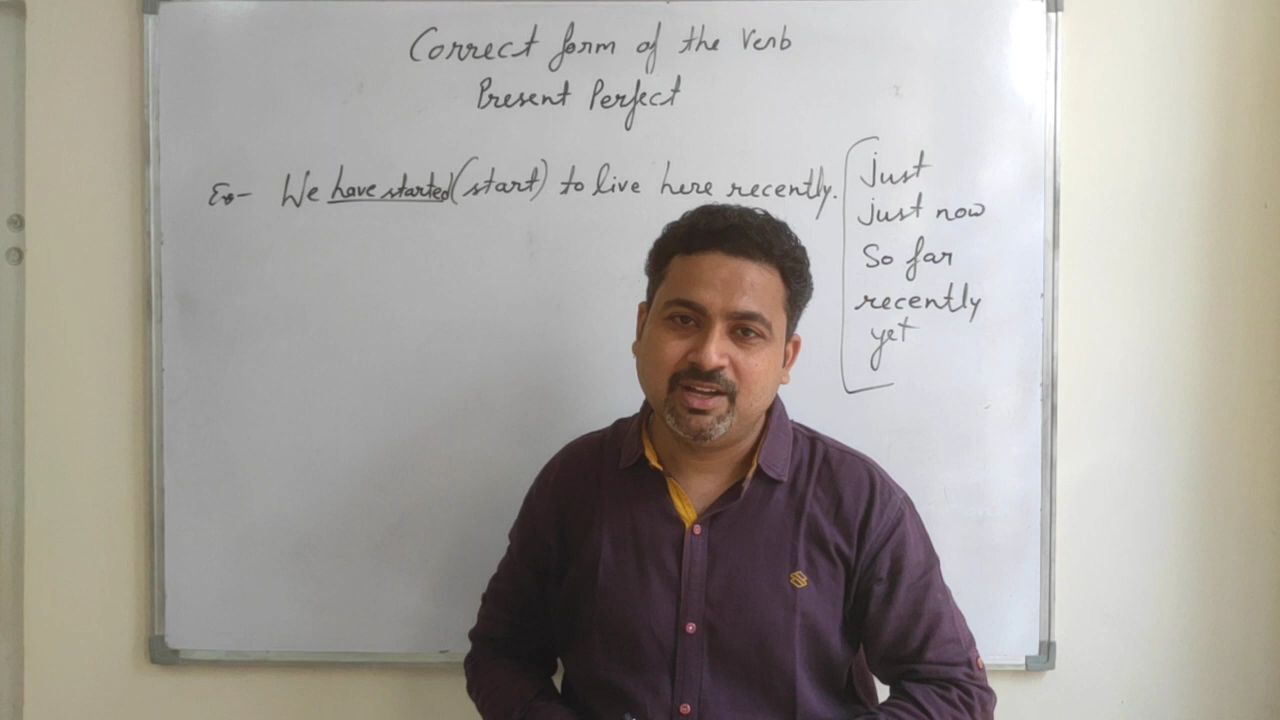 Correct form of the Verb
Present Perfect
Ex- We have started (start) to live here recently.
just
just now
So far
recently
yet